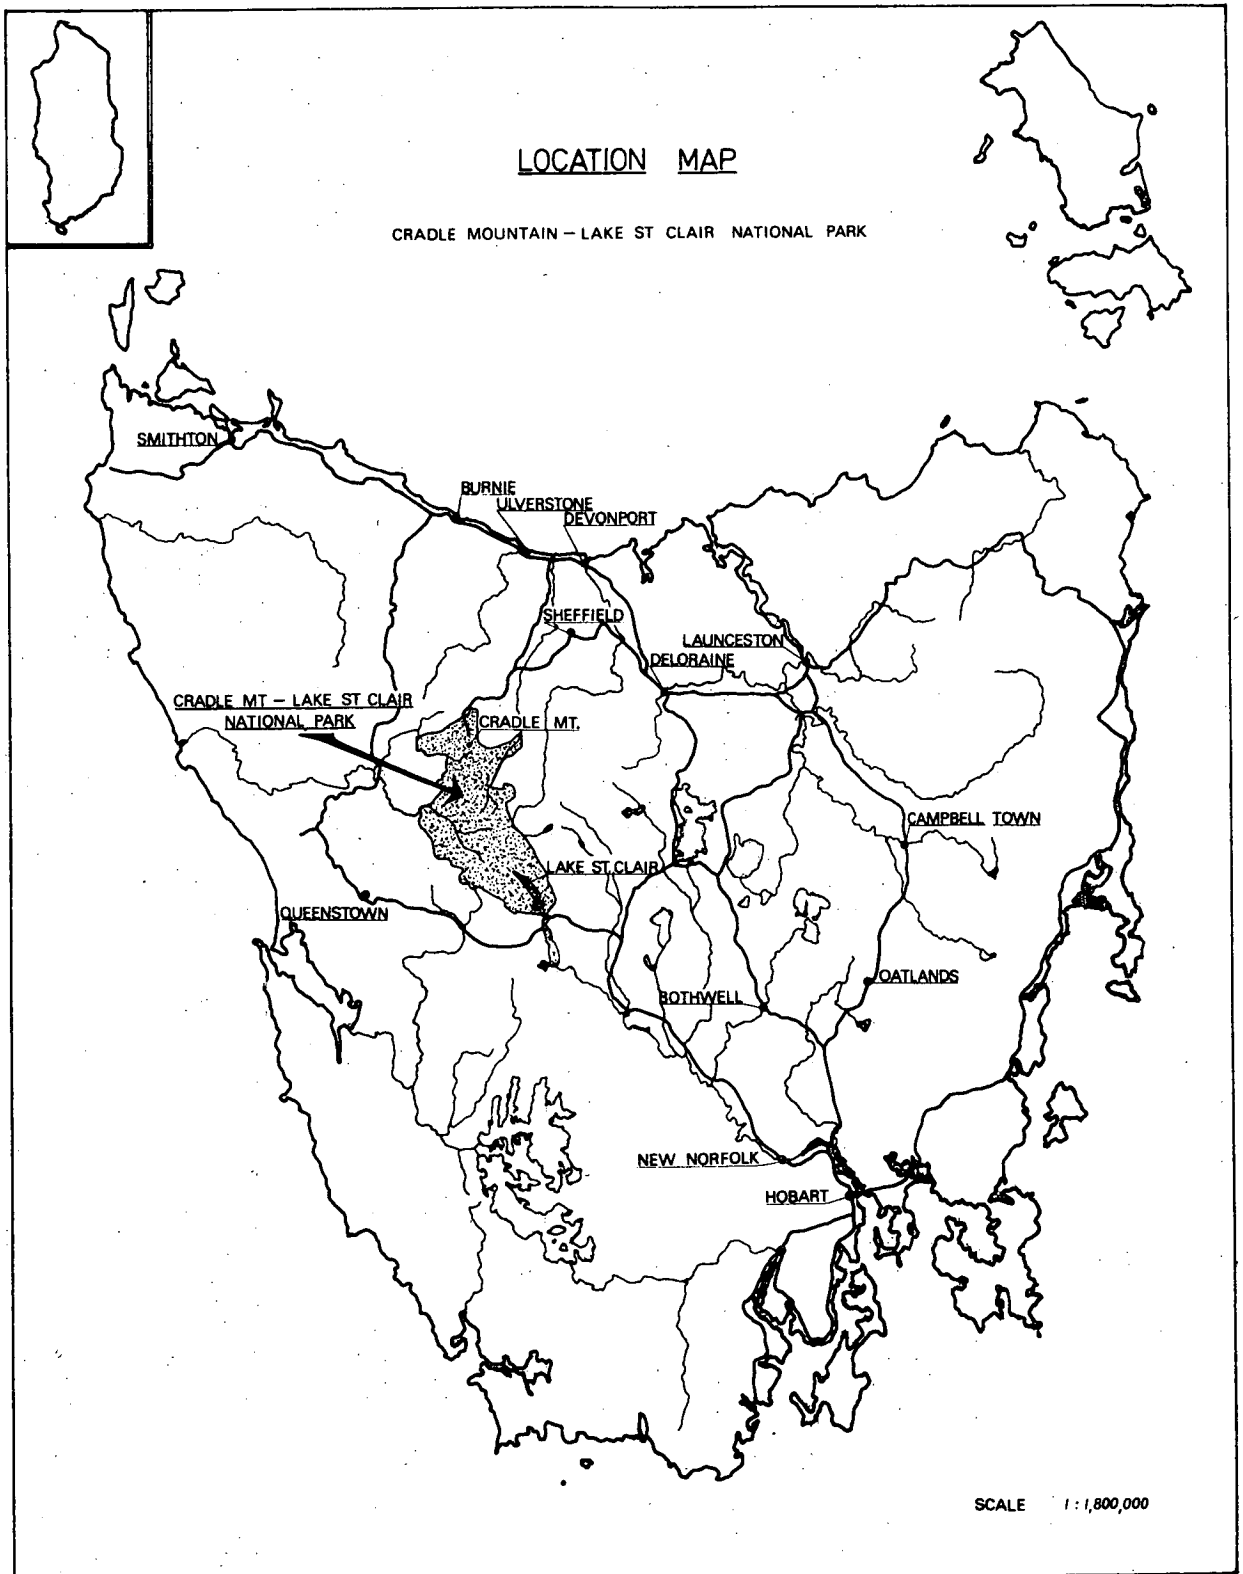 LOCATION MAP
CRADLE MOUNTAIN – LAKE ST CLAIR NATIONAL PARK
SMITHTON
BURNIE
ULVERSTONE
DEVONPORT
SHEFFIELD
LAUNCESTON
DELORAINE
CRADLE MT – LAKE ST CLAIR
NATIONAL PARK
CRADLE MT.
CAMPBELL TOWN
LAKE ST. CLAIR
QUEENSTOWN
OATLANDS
BOTHWELL
NEW NORFOLK
HOBART
SCALE 1 : 1,800,000